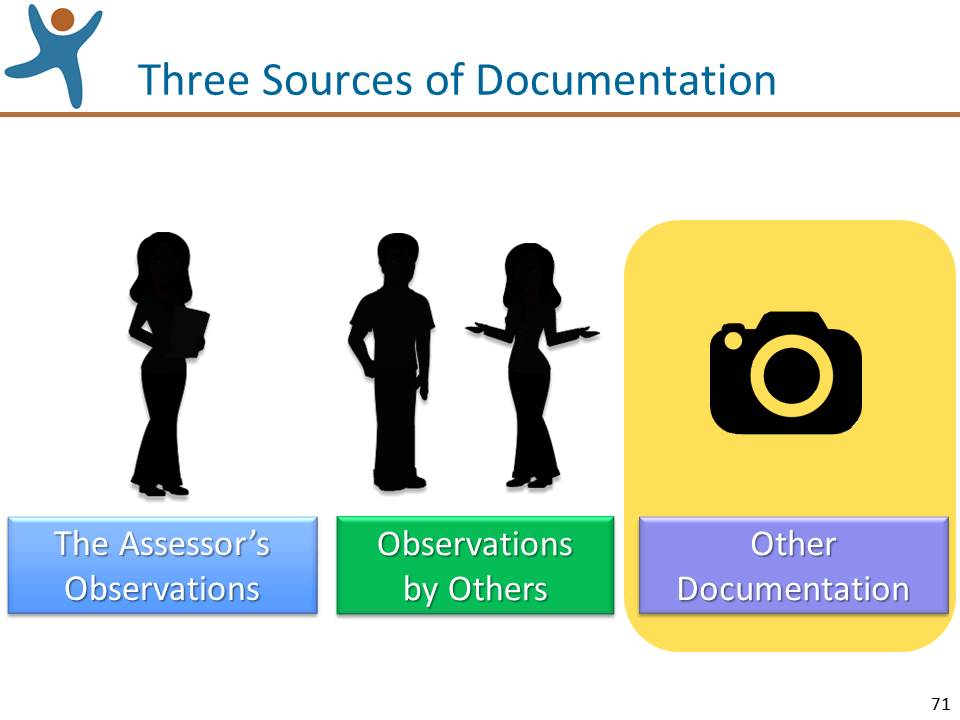 Three Sources of Documentation
The Assessor’s
Observations
Observations
by Others
Other
Documentation
71